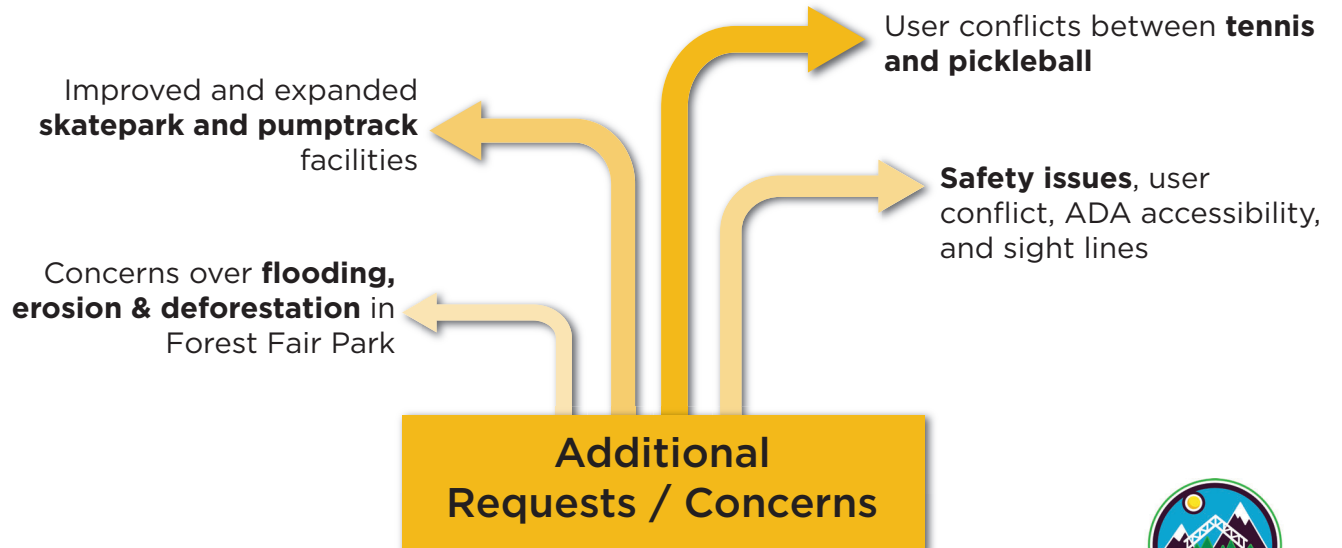 User conflicts between tennis
and pickleball
Improved and expanded
skatepark and pumptrack
facilities
Safety issues, user
conflict, ADA accessibility,
and sight lines
Concerns over flooding,
erosion & deforestation in
Forest Fair Park
Additional
Requests / Concerns